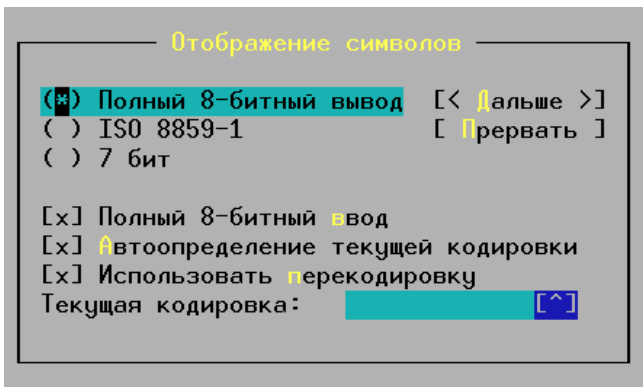 Отображение символов
(*) Полный 8-битный вывод [< Дальше >]
( ) ISO 8859-1 [ Прервать ]
( ) 7 бит
[x] Полный 8-битный ввод
[x] Автоопределение текущей кодировки
[x] Использовать перекодировку
Текущая кодировка: [^]